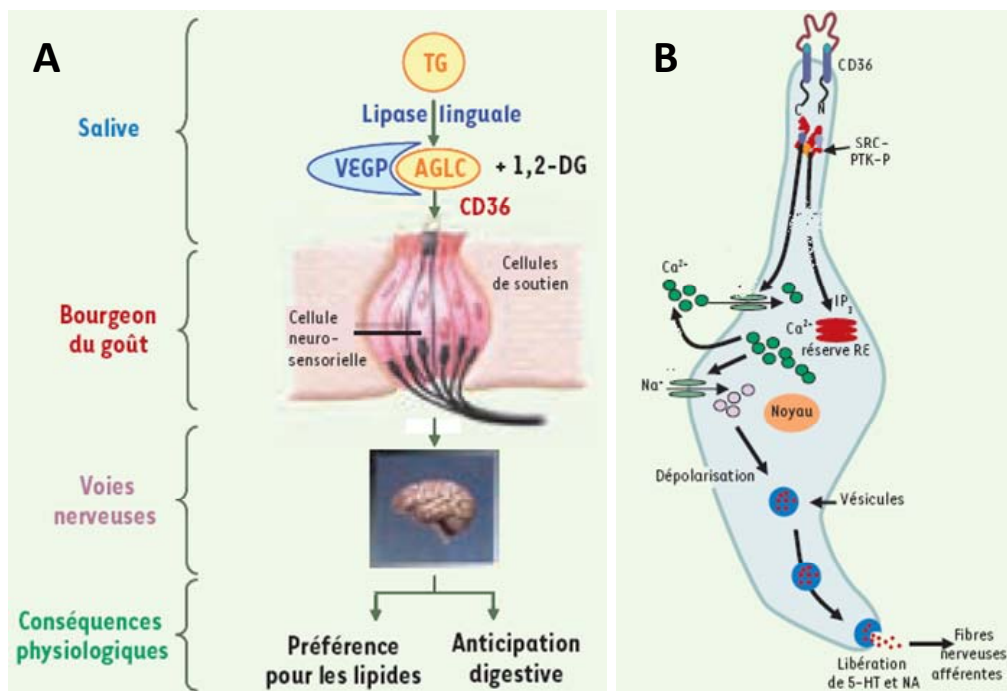 A
Salive
TG
Lipase linguale
VEGP
AGLC
+ 1,2-DG
CD36
Bourgeon
du goût
Cellules
de soutien
Cellule
neuro-
sensorielle
Voies
nerveuses
Conséquences
physiologiques
Préférence
pour les lipides
Anticipation
digestive
B
CD36
C N
SRC-
PTK-P
Ca²⁺
IP₃
Ca²⁺
réserve RE
Na⁺
Noyau
Dépolarisation
Vésicules
Libération
de 5-HT et NA
Fibres
nerveuses
afférentes